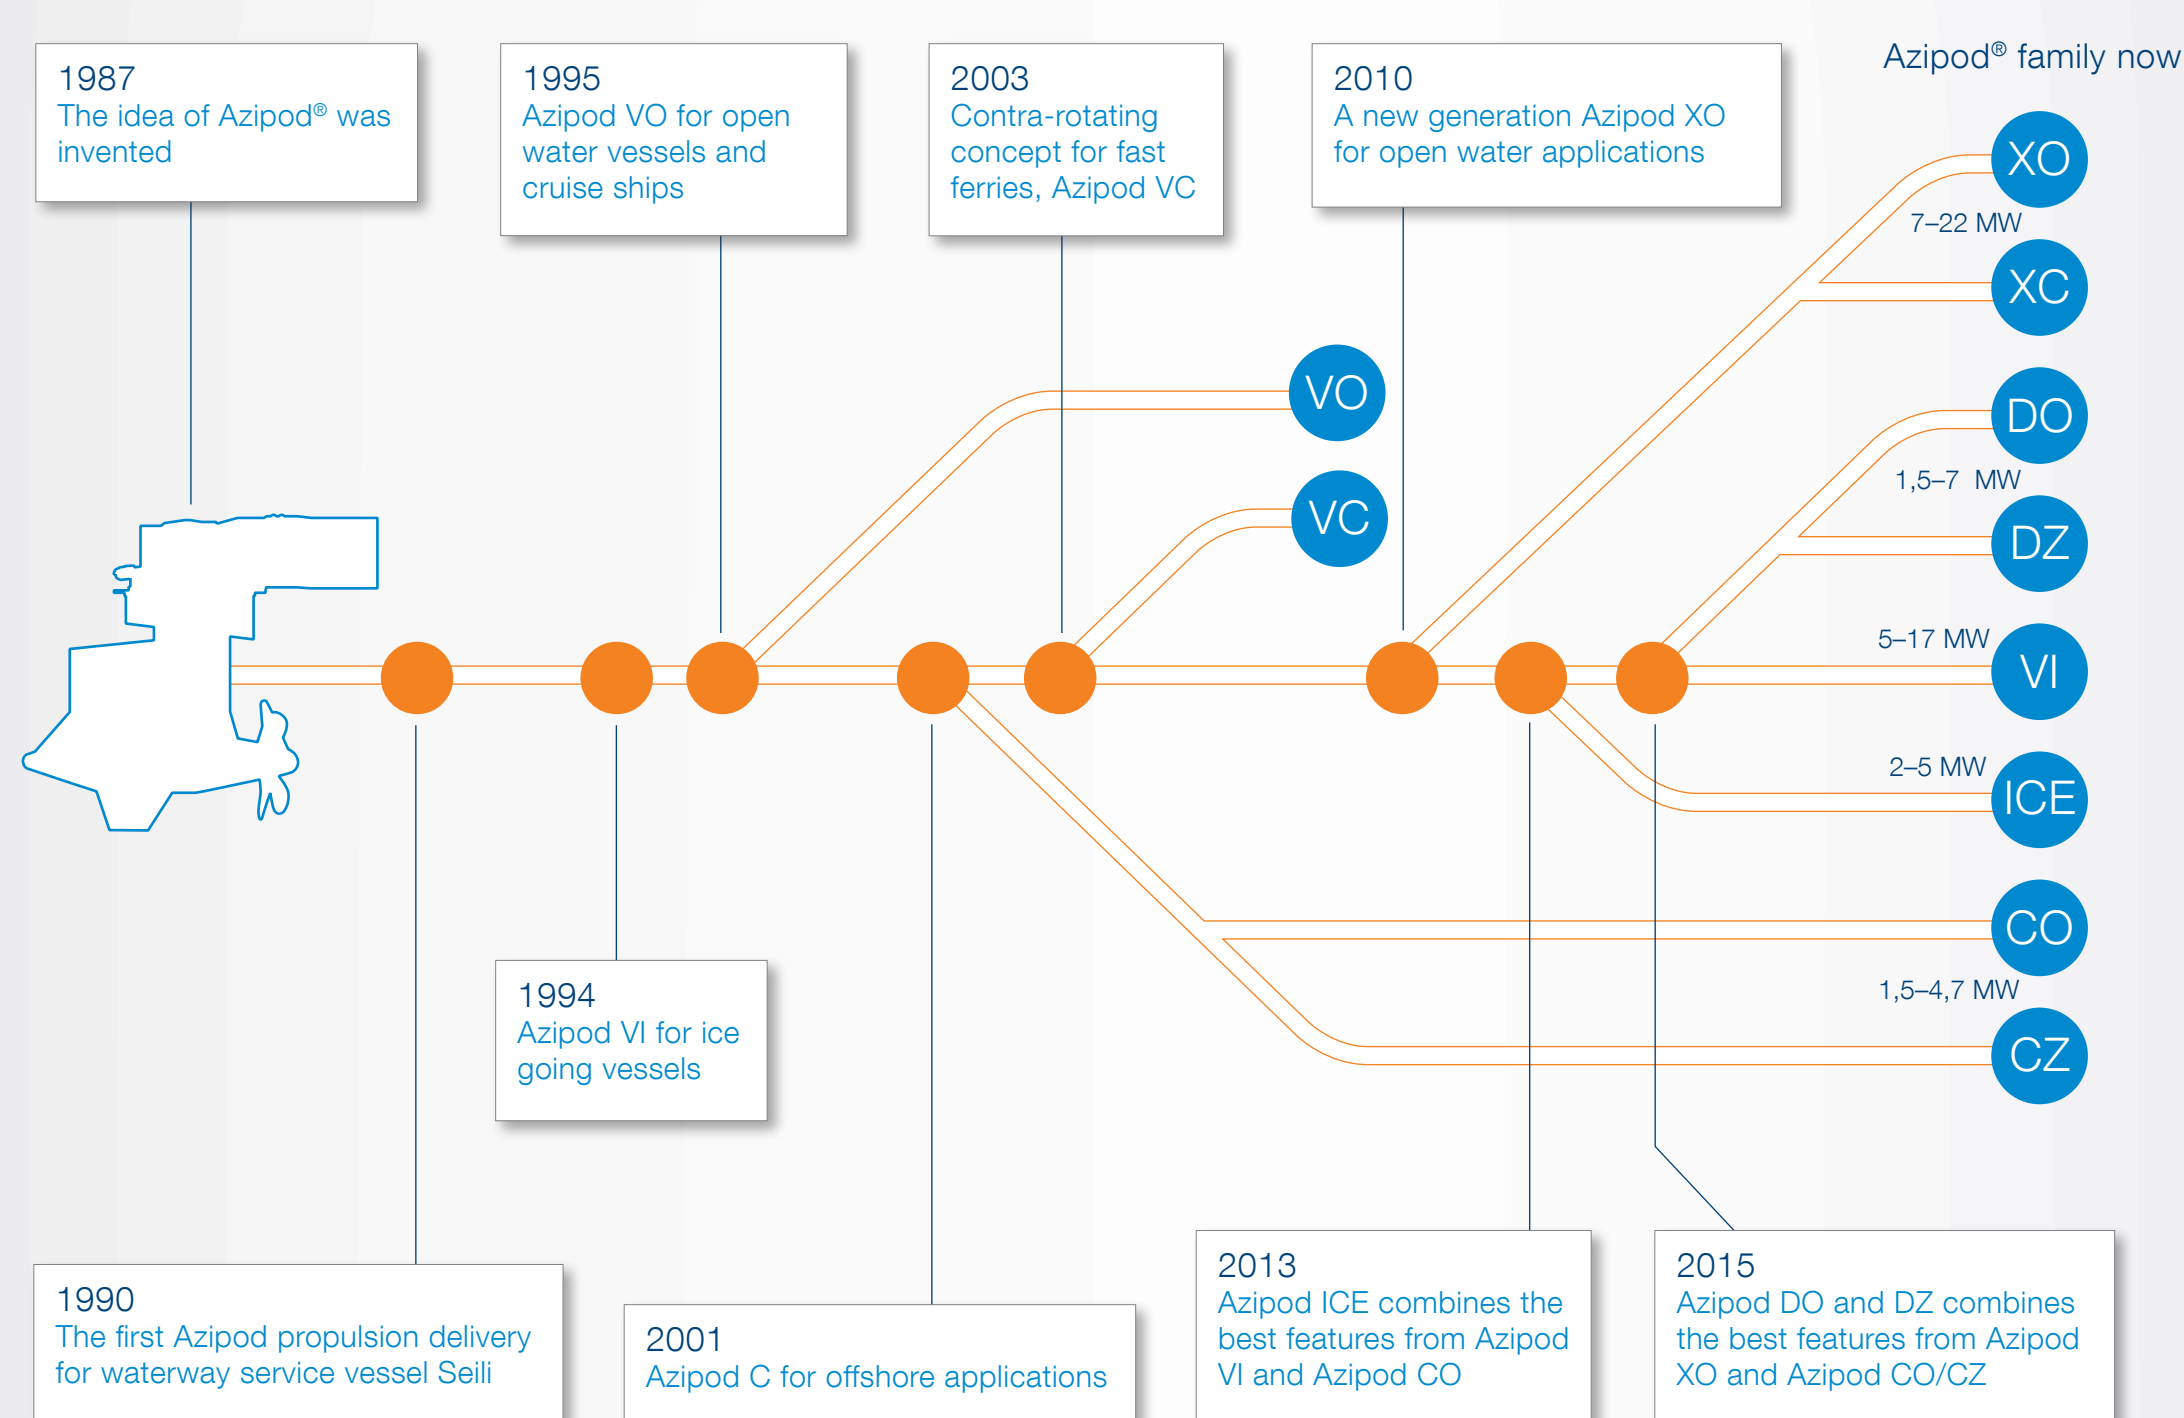 1987
The idea of Azipod® was
invented
1995
Azipod VO for open
water vessels and
cruise ships
2003
Contra-rotating
concept for fast
ferries, Azipod VC
2010
A new generation Azipod XO
for open water applications
Azipod® family now
XO
7–22 MW
XC
VO
DO
1,5–7 MW
VC
DZ
5–17 MW
VI
2–5 MW
ICE
CO
1,5–4,7 MW
CZ
1994
Azipod VI for ice
going vessels
1990
The first Azipod propulsion delivery
for waterway service vessel Seili
2001
Azipod C for offshore applications
2013
Azipod ICE combines the
best features from Azipod
VI and Azipod CO
2015
Azipod DO and DZ combines
the best features from Azipod
XO and Azipod CO/CZ